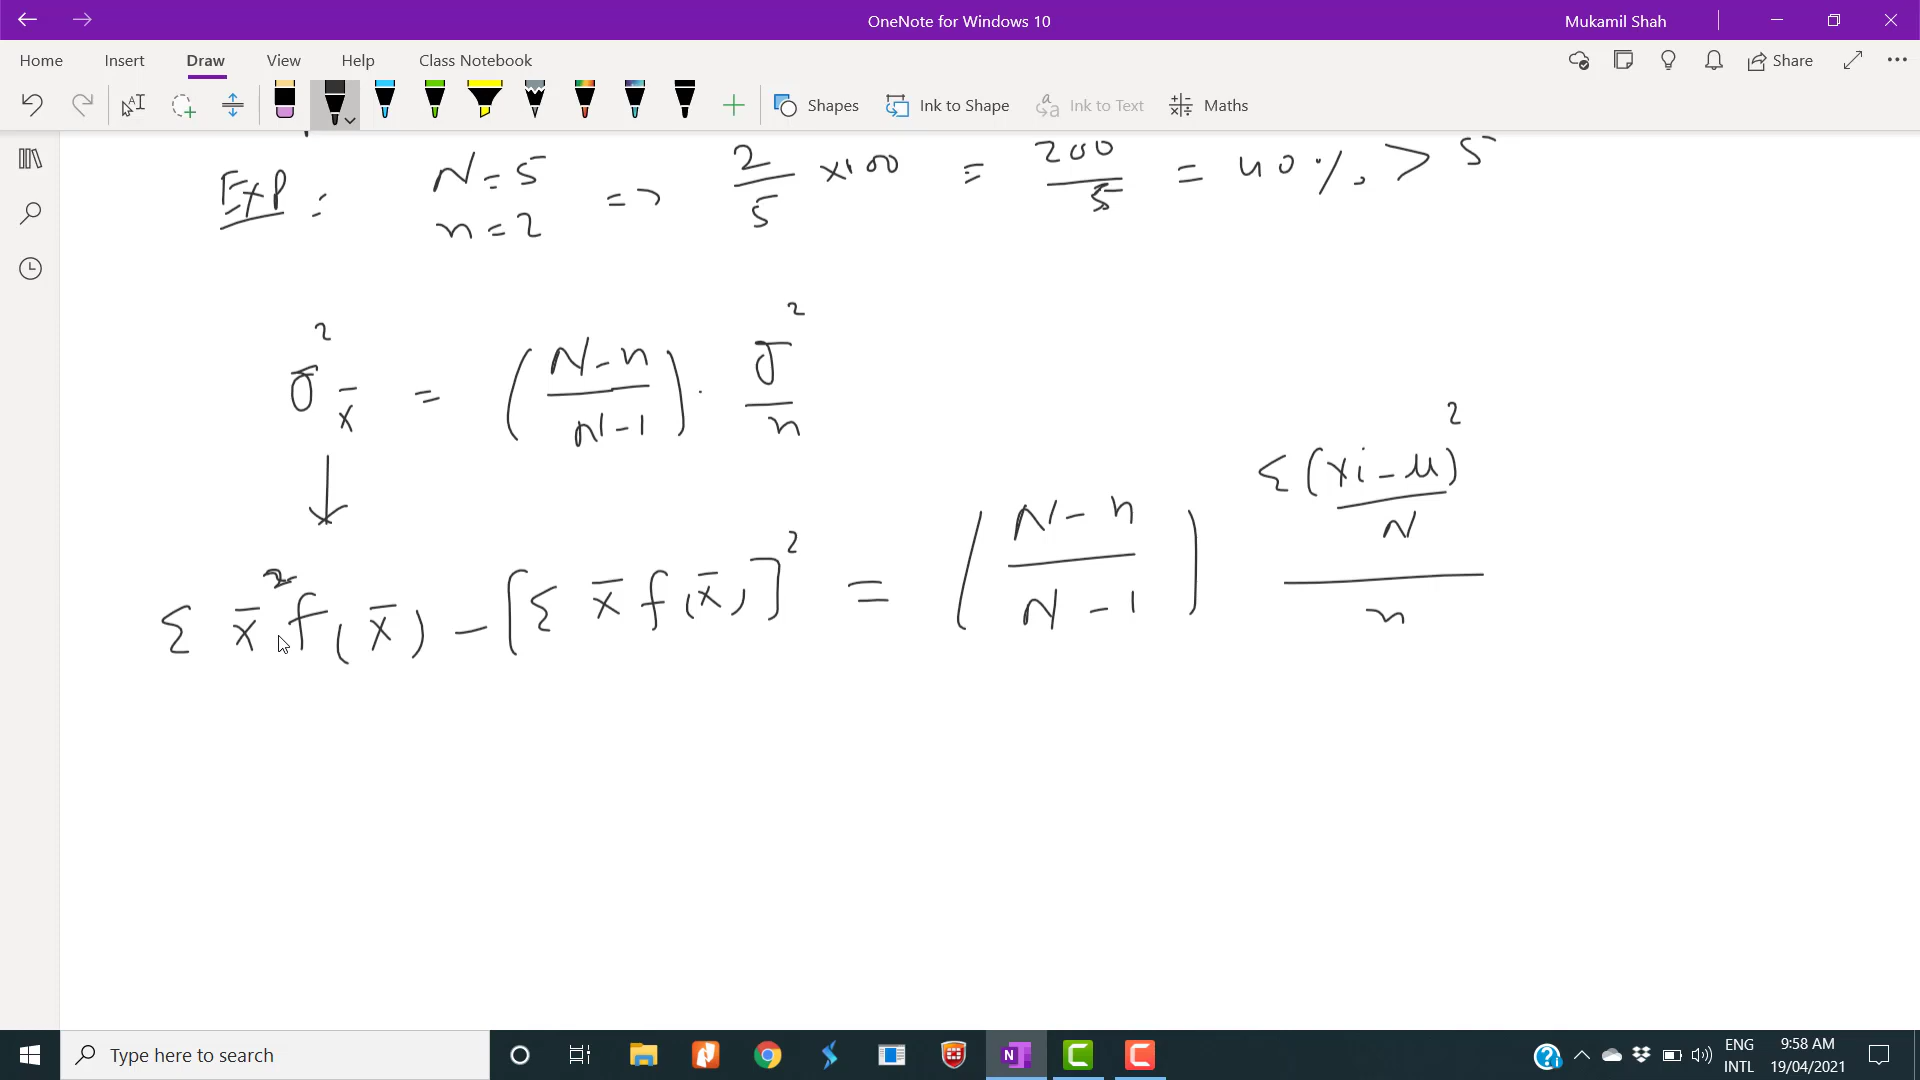 OneNote for Windows 10
Mukamil Shah
Home Insert Draw View Help Class Notebook Share
Shapes Ink to Shape Ink to Text Maths
Exp : N = 5 => 2/5 x100 = 200/5 = 40%. > 5
n = 2
σ²x̄ = (N-n/N-1) . σ²/n
Σ x̄² f(x̄) - [Σ x̄ f(x̄)]² = (N-n/N-1) Σ(xi-μ)²/N / n
Type here to search
ENG 9:58 AM
INTL 19/04/2021